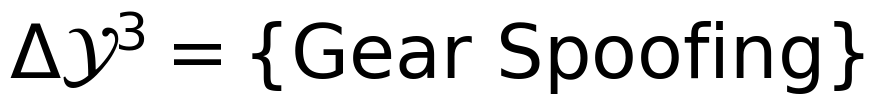 Δ𝒴³ = {Gear Spoofing}